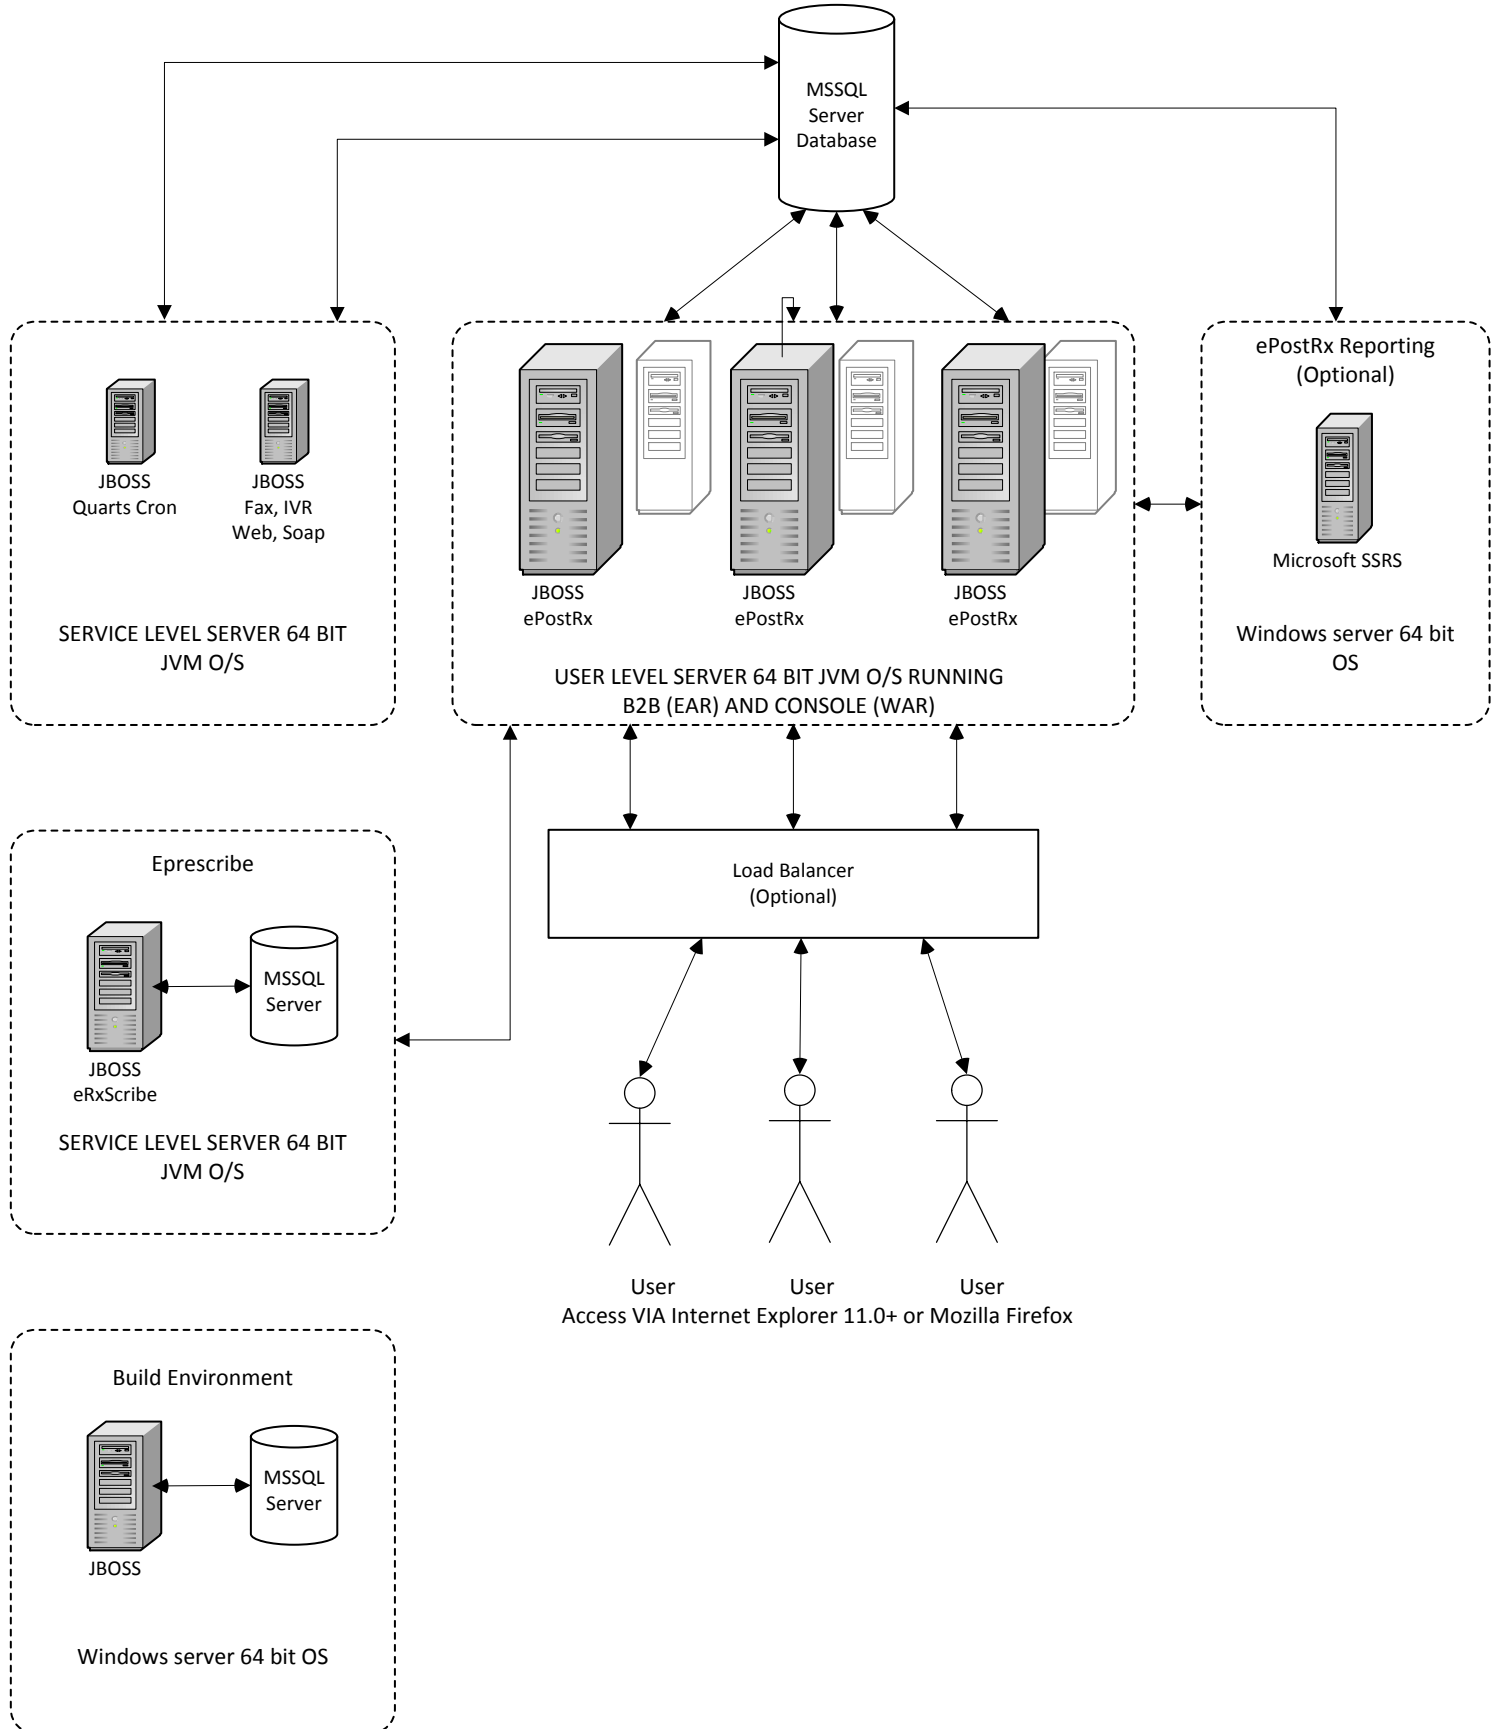 MSSQL
Server
Database
JBOSS
Quarts Cron
JBOSS
Fax, IVR
Web, Soap
SERVICE LEVEL SERVER 64 BIT
JVM O/S
JBOSS
ePostRx
JBOSS
ePostRx
JBOSS
ePostRx
USER LEVEL SERVER 64 BIT JVM O/S RUNNING
B2B (EAR) AND CONSOLE (WAR)
ePostRx Reporting
(Optional)
Microsoft SSRS
Windows server 64 bit
OS
Eprescribe
MSSQL
Server
JBOSS
eRxScribe
SERVICE LEVEL SERVER 64 BIT
JVM O/S
Load Balancer
(Optional)
User
User
User
Access VIA Internet Explorer 11.0+ or Mozilla Firefox
Build Environment
MSSQL
Server
JBOSS
Windows server 64 bit OS